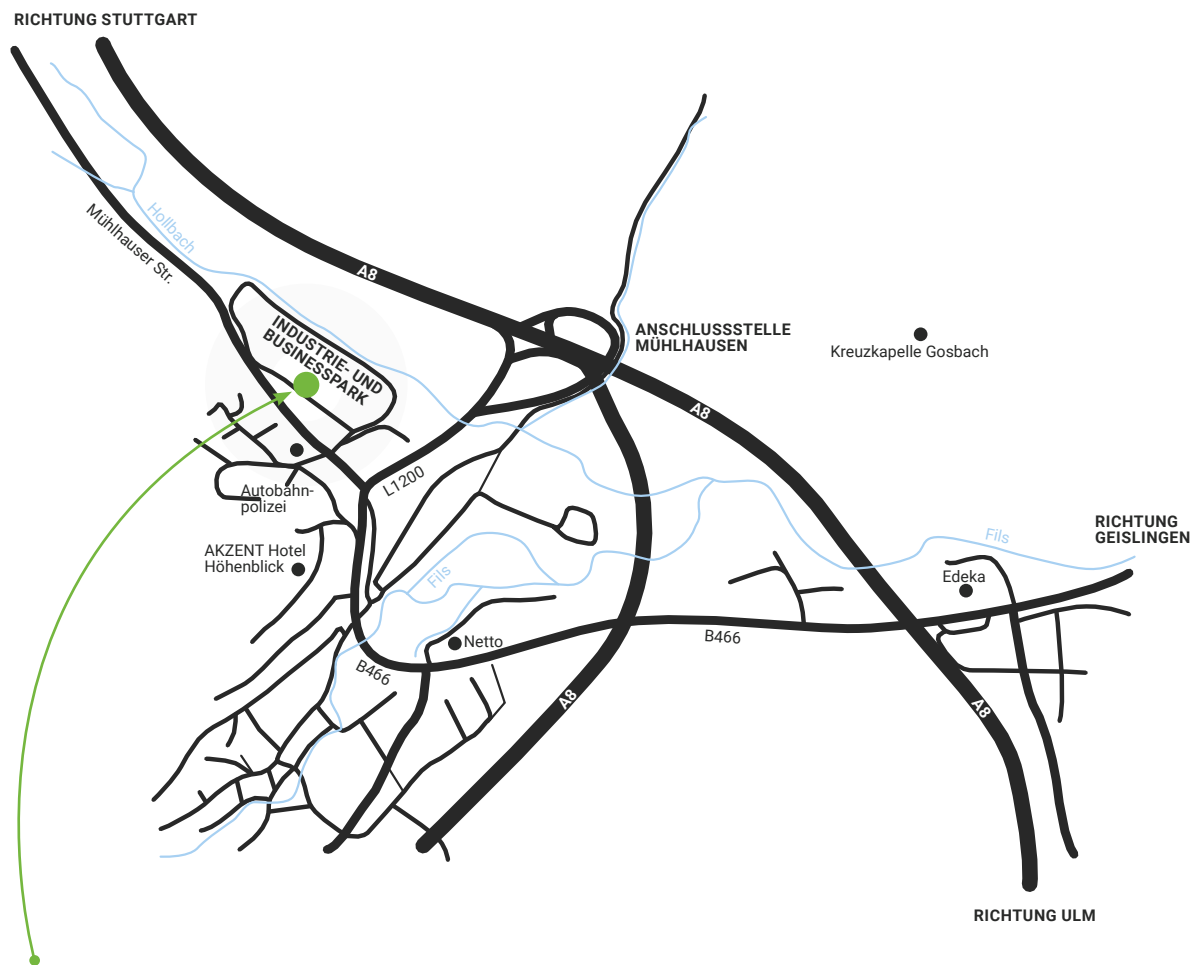 RICHTUNG STUTTGART
Mühlhauser Str.
Hollbach
A8
INDUSTRIE- UND
BUSINESSPARK
ANSCHLUSSSTELLE
MÜHLHAUSEN
Kreuzkapelle Gosbach
A8
L1200
Autobahn-
polizei
AKZENT Hotel
Höhenblick
Fils
Fils
RICHTUNG
GEISLINGEN
Edeka
Netto
B466
B466
A8
A8
RICHTUNG ULM